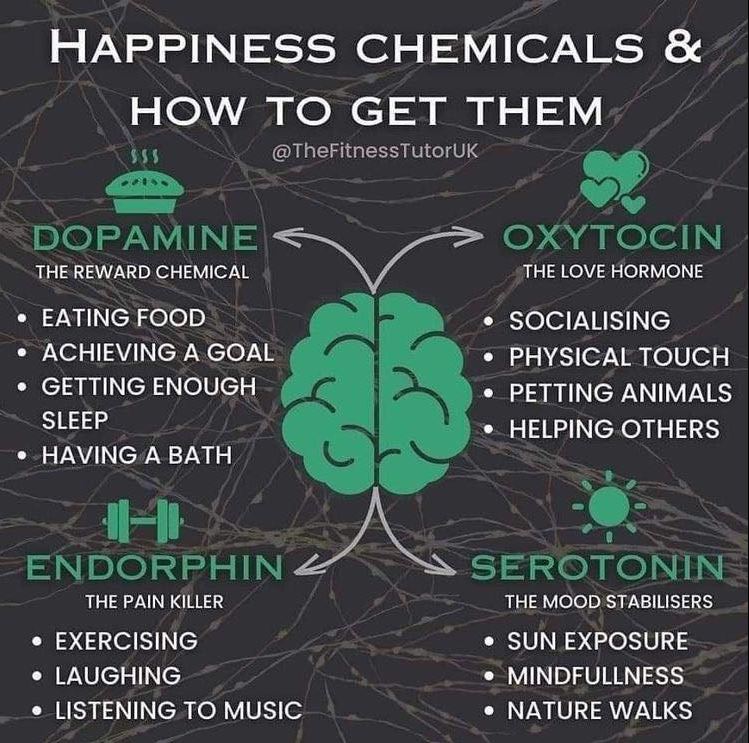 HAPPINESS CHEMICALS &
HOW TO GET THEM
@TheFitnessTutorUK
DOPAMINE
THE REWARD CHEMICAL
• EATING FOOD
• ACHIEVING A GOAL
• GETTING ENOUGH
SLEEP
• HAVING A BATH
OXYTOCIN
THE LOVE HORMONE
• SOCIALISING
• PHYSICAL TOUCH
• PETTING ANIMALS
• HELPING OTHERS
ENDORPHIN
THE PAIN KILLER
• EXERCISING
• LAUGHING
• LISTENING TO MUSIC
SEROTONIN
THE MOOD STABILISERS
• SUN EXPOSURE
• MINDFULLNESS
• NATURE WALKS